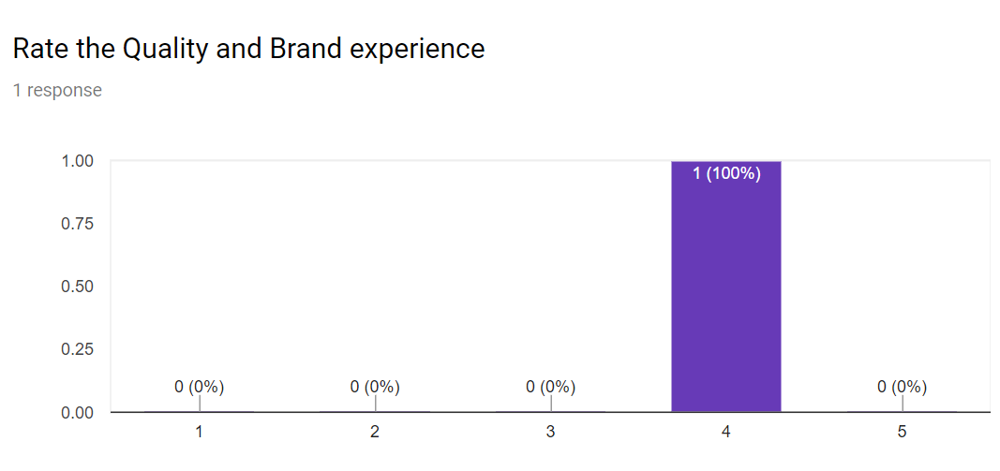 Rate the Quality and Brand experience
1 response
1.00
1 (100%)
0.75
0.50
0.25
0 (0%) 0 (0%) 0 (0%) 0 (0%)
0.00
1 2 3 4 5